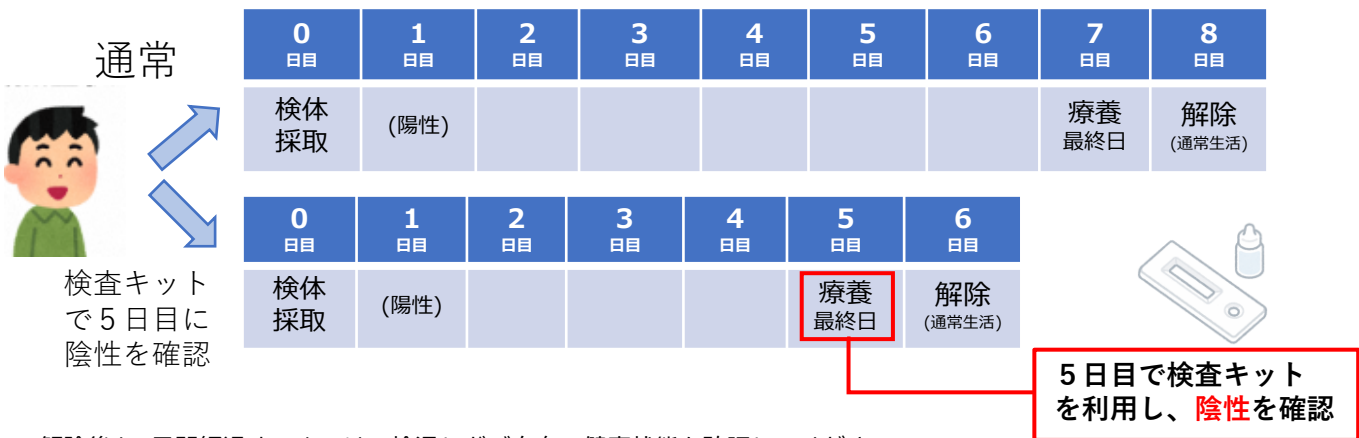 通常
0 1 2 3 4 5 6 7 8
日目 日目 日目 日目 日目 日目 日目 日目 日目
検体 (陽性) 療養 解除
採取 最終日 (通常生活)
0 1 2 3 4 5 6
日目 日目 日目 日目 日目 日目 日目
検体 (陽性) 療養 解除
採取 最終日 (通常生活)
検査キット
で5日目に
陰性を確認
5日目で検査キット
を利用し、陰性を確認